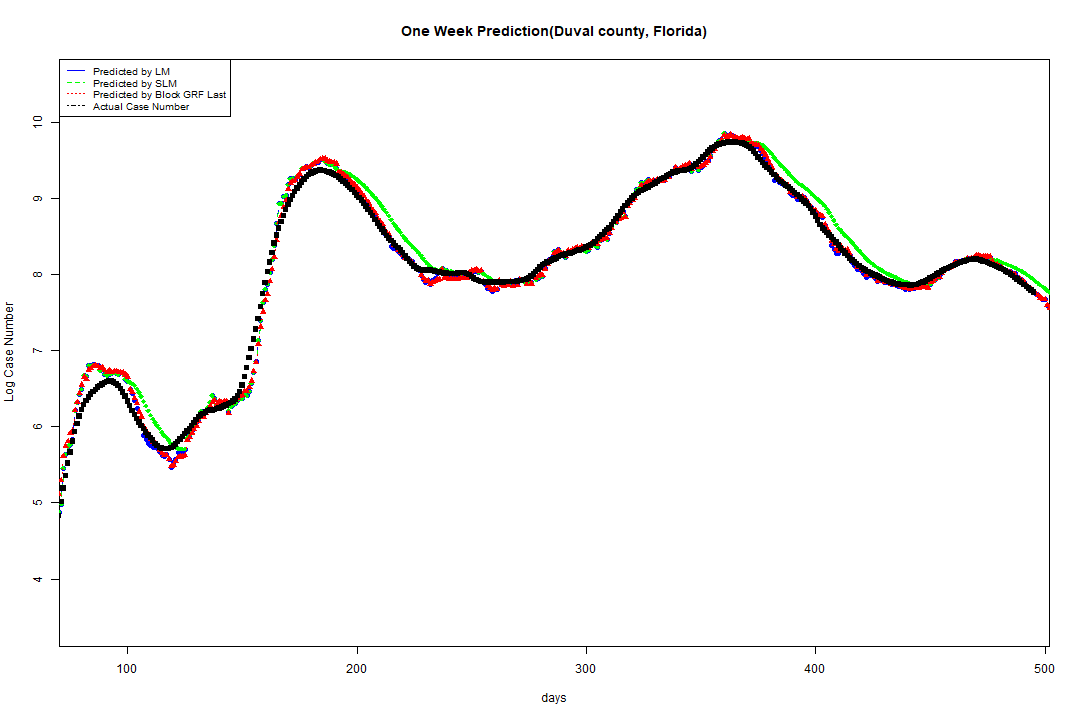 One Week Prediction(Duval county, Florida)
Predicted by LM
Predicted by SLM
Predicted by Block GRF Last
Actual Case Number
10
9
8
7
6
5
4
Log Case Number
100 200 300 400 500
days